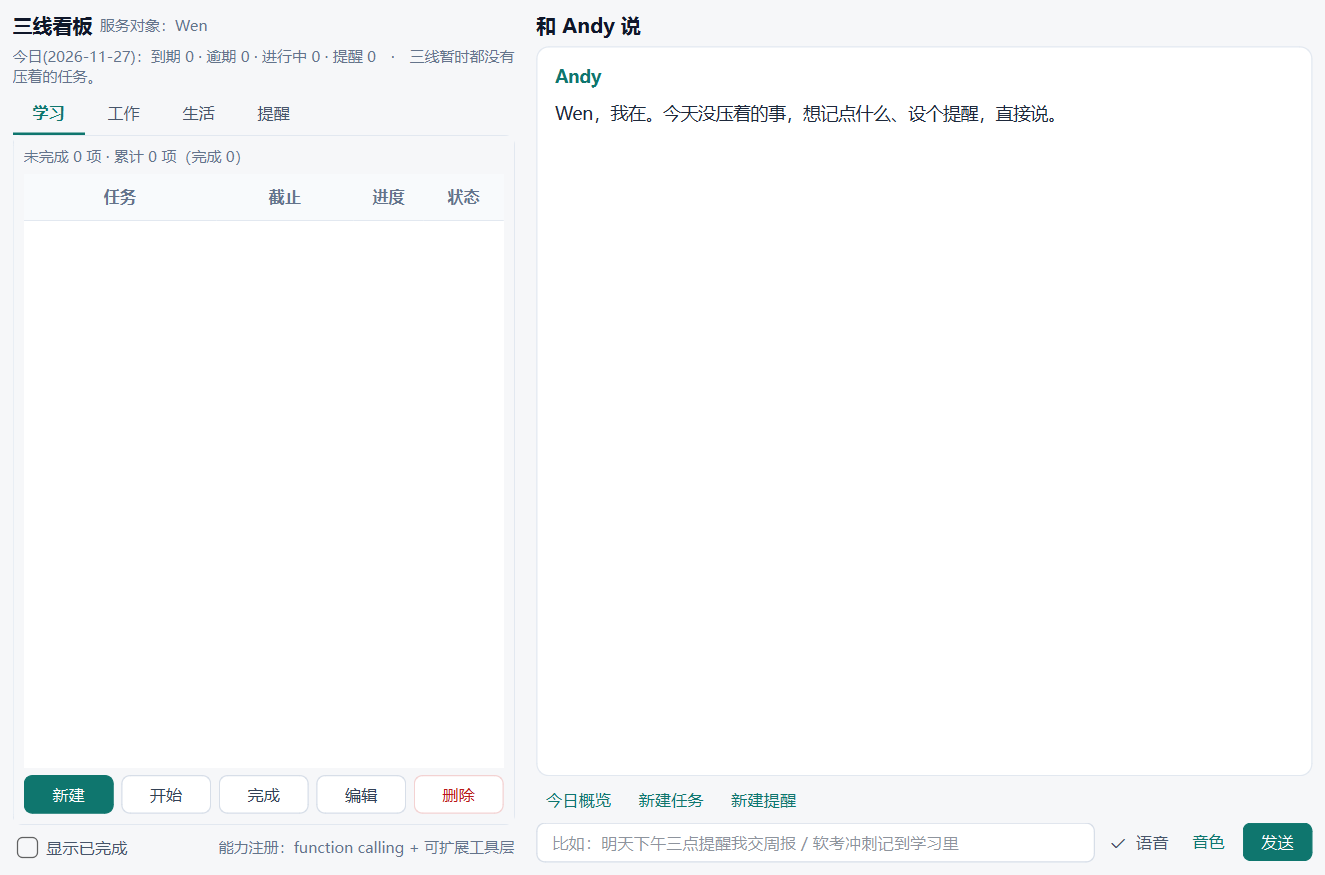 三线看板 服务对象：Wen
今日(2026-11-27)：到期 0 · 逾期 0 · 进行中 0 · 提醒 0 · 三线暂时都没有
压着的任务。
学习 工作 生活 提醒
未完成 0 项 · 累计 0 项（完成 0）
任务 截止 进度 状态
新建 开始 完成 编辑 删除
显示已完成 能力注册：function calling + 可扩展工具层
和 Andy 说
Andy
Wen，我在。今天没压着的事，想记点什么、设个提醒，直接说。
今日概览 新建任务 新建提醒
比如：明天下午三点提醒我交周报 / 软考冲刺记到学习里 语音 音色 发送